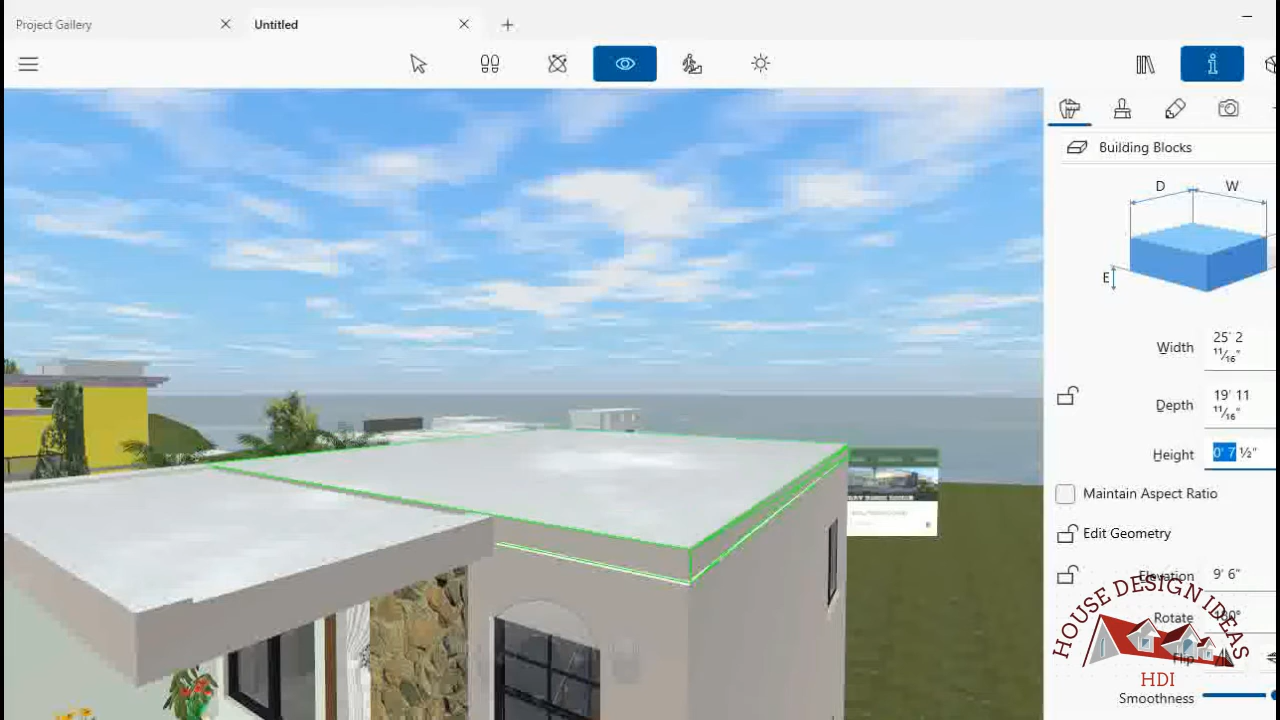 Project Gallery
Untitled
Building Blocks
D
W
E
Width
25' 2
¹¹⁄₁₆"
Depth
19' 11
¹¹⁄₁₆"
Height
0' 7 ½"
Maintain Aspect Ratio
Edit Geometry
Elevation
9' 6"
Rotate
Flip
Smoothness
HOUSE DESIGN IDEAS
HDI